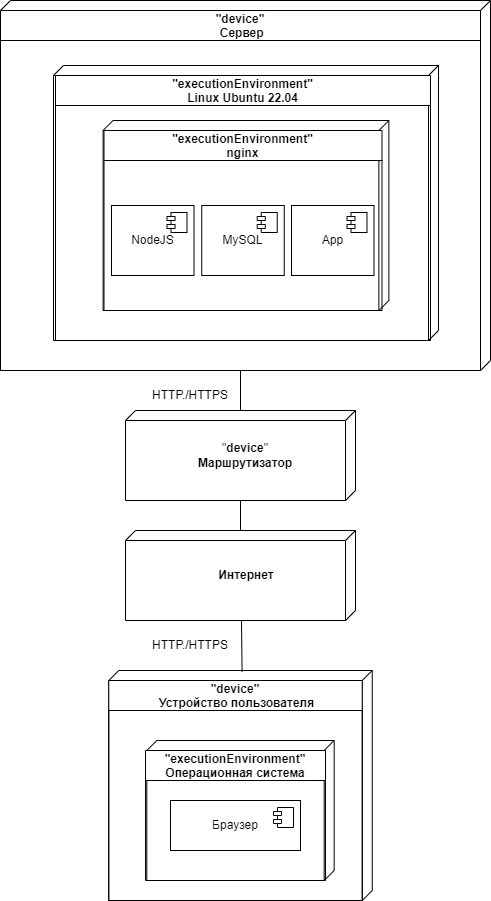 "device"
Сервер
"executionEnvironment"
Linux Ubuntu 22.04
"executionEnvironment"
nginx
NodeJS
MySQL
App
HTTP./HTTPS
"device"
Маршрутизатор
Интернет
HTTP./HTTPS
"device"
Устройство пользователя
"executionEnvironment"
Операционная система
Браузер